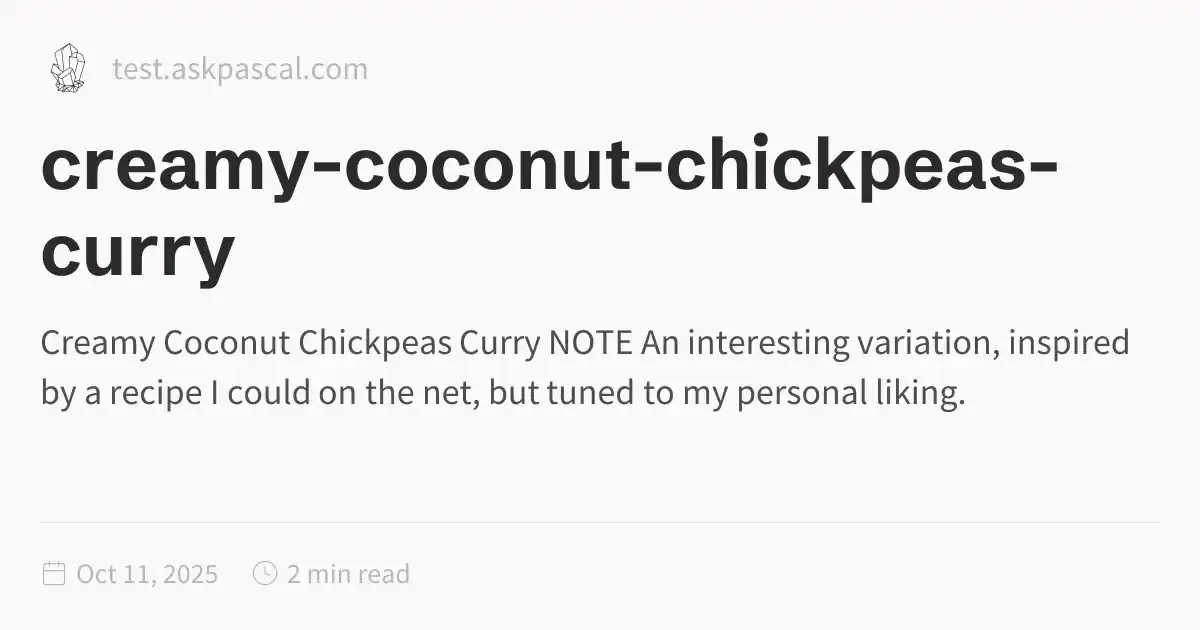 test.askpascal.com
creamy-coconut-chickpeas-
curry
Creamy Coconut Chickpeas Curry NOTE An interesting variation, inspired
by a recipe I could on the net, but tuned to my personal liking.
Oct 11, 2025 2 min read